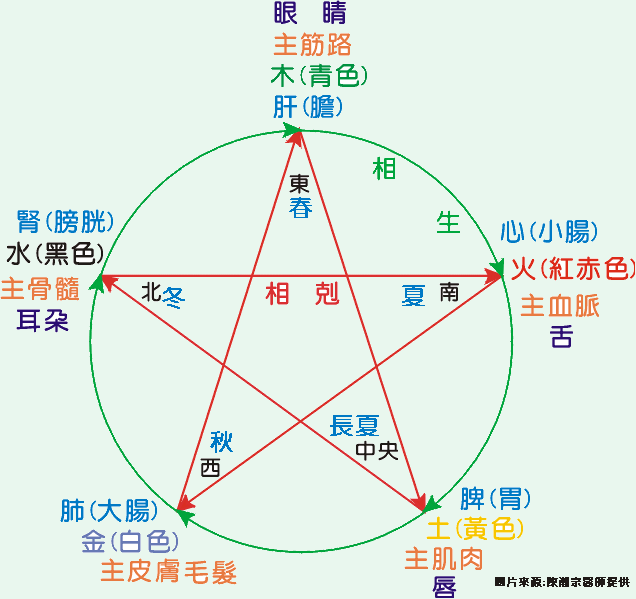 眼 睛
主筋路
木(青色)
肝(膽)
相
生
東
春
腎(膀胱)
水(黑色)
主骨髓
耳朵
心(小腸)
火(紅赤色)
主血脈
舌
北冬
相 剋
夏 南
秋
西
長夏
中央
肺(大腸)
金(白色)
主皮膚毛髮
脾(胃)
土(黃色)
主肌肉
唇
圖片來源:陳潮宗醫師提供